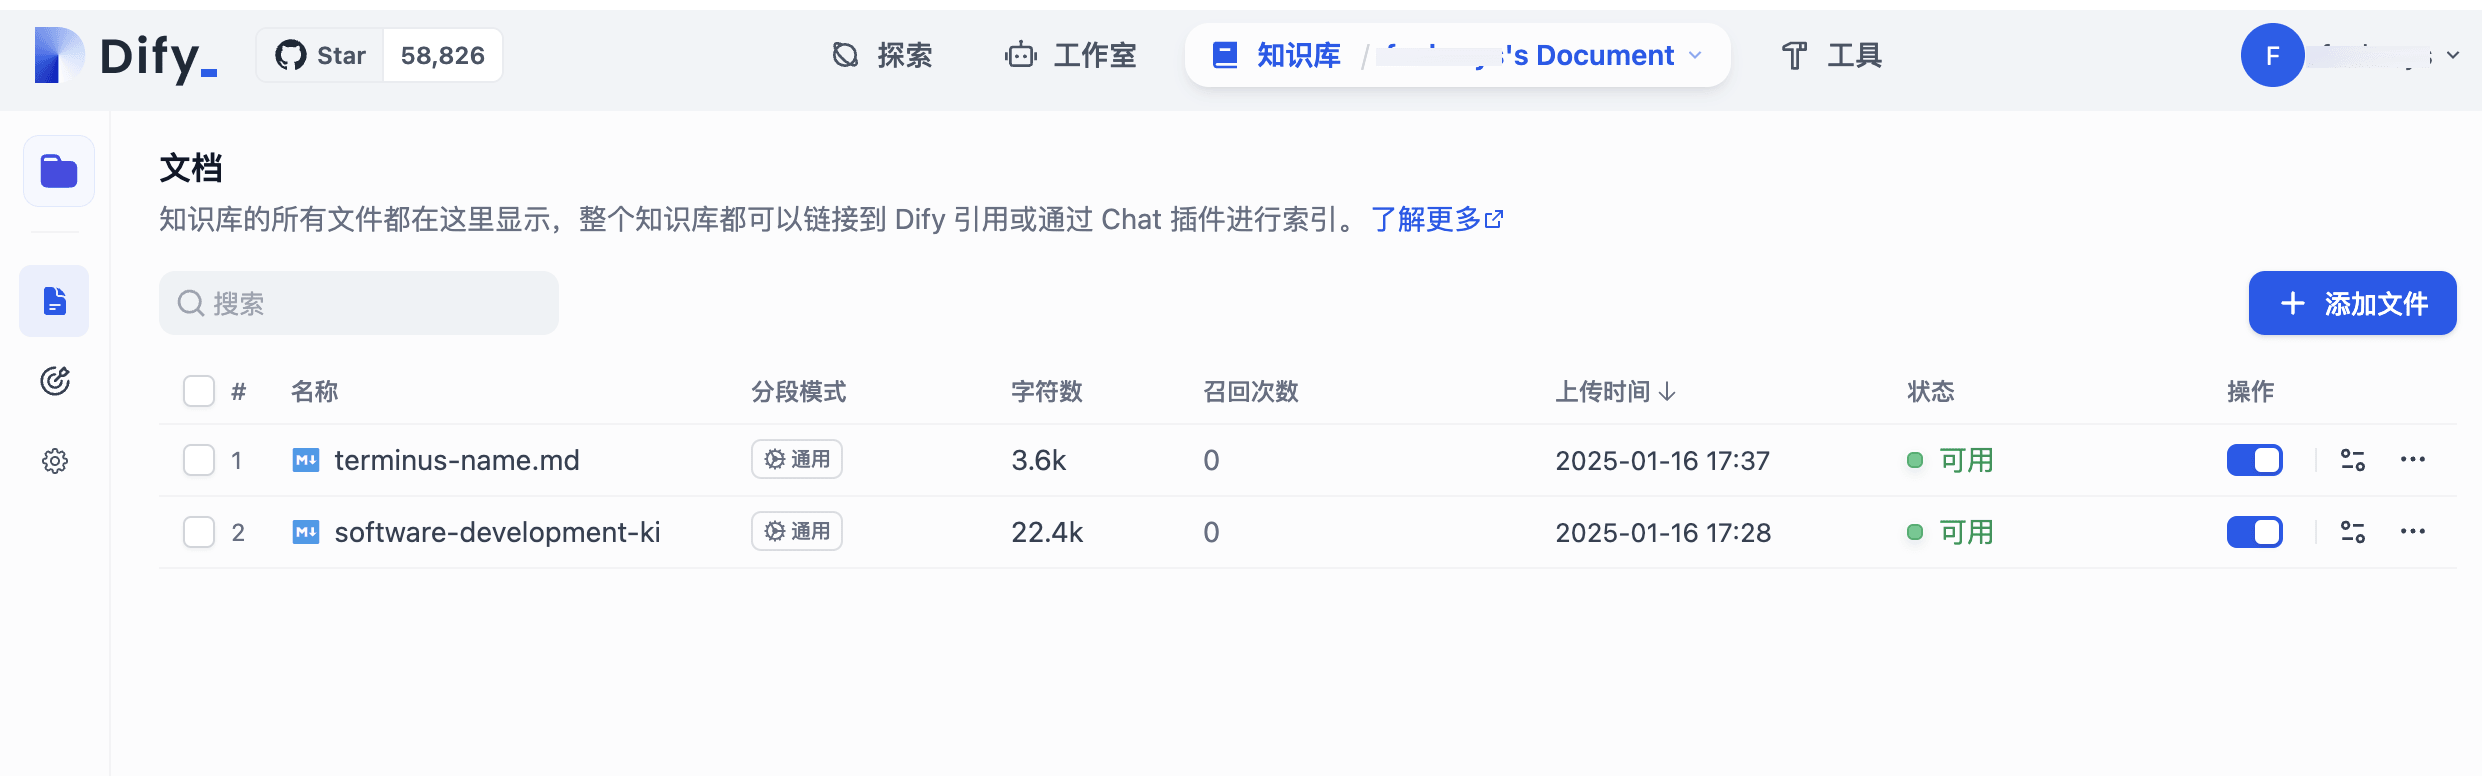 Dify_
Star 58,826
探索
工作室
知识库 / 's Document
工具
F
文档
知识库的所有文件都在这里显示，整个知识库都可以链接到 Dify 引用或通过 Chat 插件进行索引。 了解更多
搜索
添加文件
# 名称 分段模式 字符数 召回次数 上传时间 状态 操作
1 terminus-name.md 通用 3.6k 0 2025-01-16 17:37 可用
2 software-development-ki 通用 22.4k 0 2025-01-16 17:28 可用